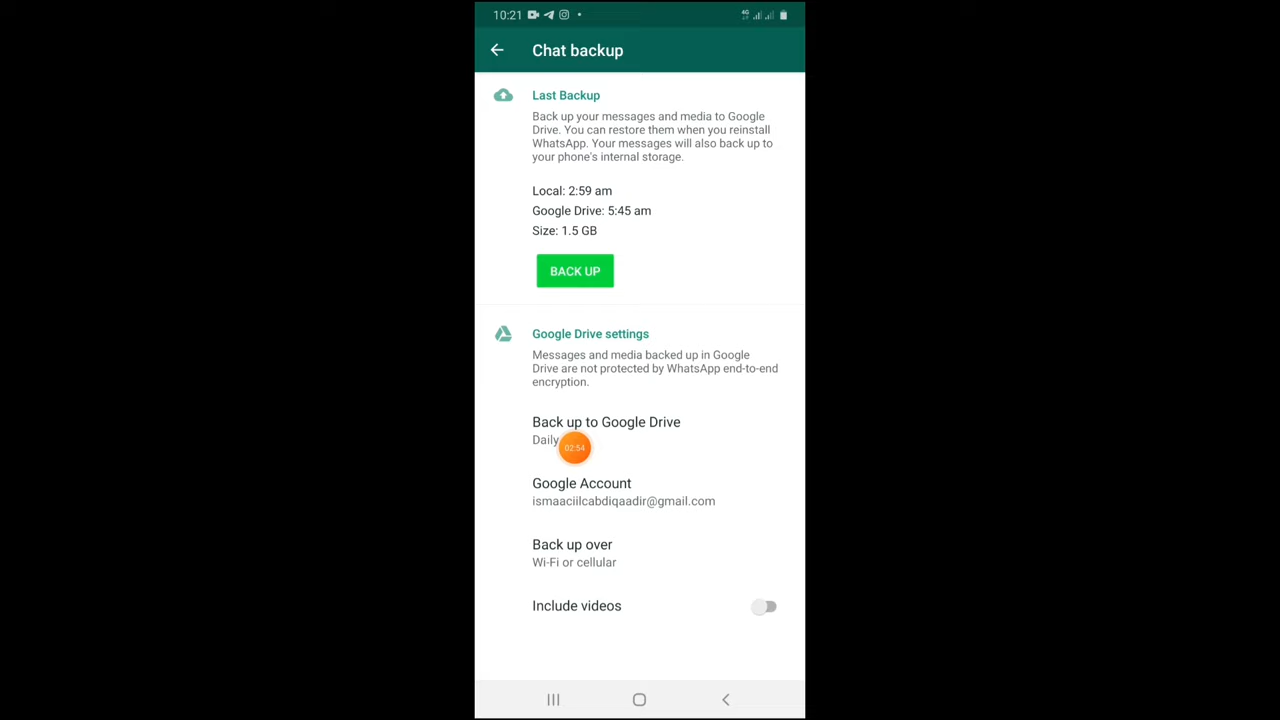 10:21
4G
Chat backup
Last Backup
Back up your messages and media to Google
Drive. You can restore them when you reinstall
WhatsApp. Your messages will also back up to
your phone's internal storage.
Local: 2:59 am
Google Drive: 5:45 am
Size: 1.5 GB
BACK UP
Google Drive settings
Messages and media backed up in Google
Drive are not protected by WhatsApp end-to-end
encryption.
Back up to Google Drive
Daily
02:54
Google Account
ismaaciilcabdiqaadir@gmail.com
Back up over
Wi-Fi or cellular
Include videos